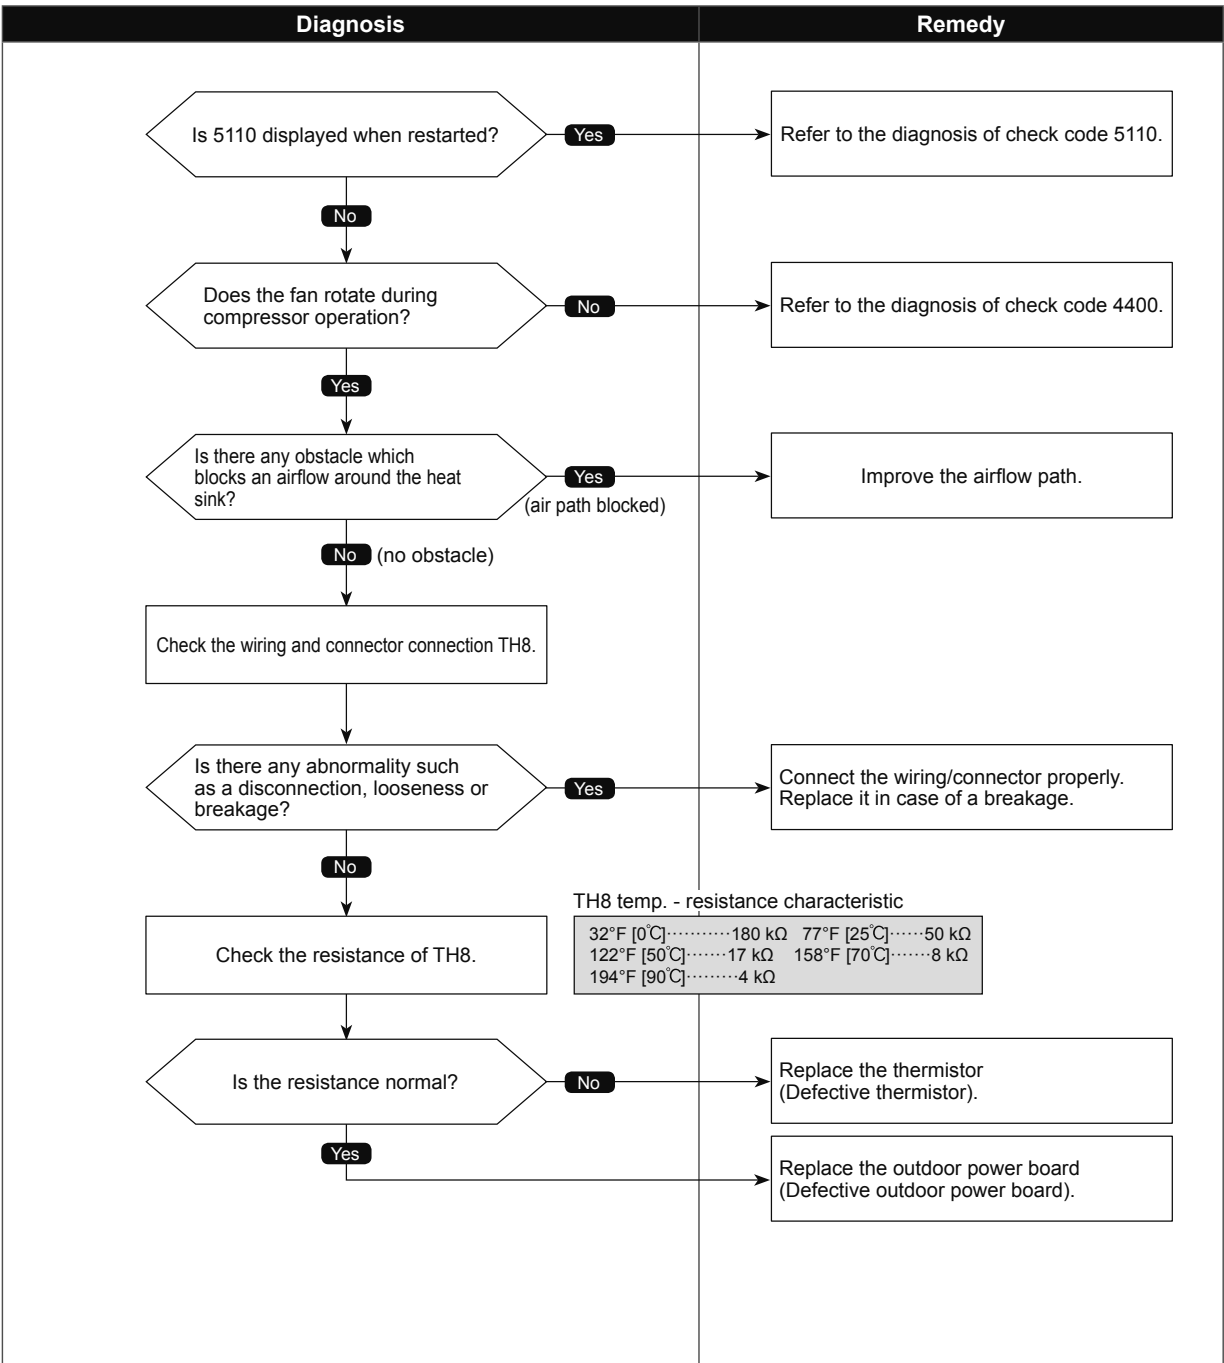 Diagnosis
Remedy
Is 5110 displayed when restarted?
Yes
Refer to the diagnosis of check code 5110.
No
Does the fan rotate during
compressor operation?
No
Refer to the diagnosis of check code 4400.
Yes
Is there any obstacle which
blocks an airflow around the heat
sink?
Yes
(air path blocked)
Improve the airflow path.
No (no obstacle)
Check the wiring and connector connection TH8.
Is there any abnormality such
as a disconnection, looseness or
breakage?
Yes
Connect the wiring/connector properly.
Replace it in case of a breakage.
No
Check the resistance of TH8.
TH8 temp. - resistance characteristic
32°F [0℃]···········180 kΩ 77°F [25℃]······50 kΩ
122°F [50℃]·······17 kΩ 158°F [70℃]·······8 kΩ
194°F [90℃]·········4 kΩ
Is the resistance normal?
No
Replace the thermistor
(Defective thermistor).
Yes
Replace the outdoor power board
(Defective outdoor power board).